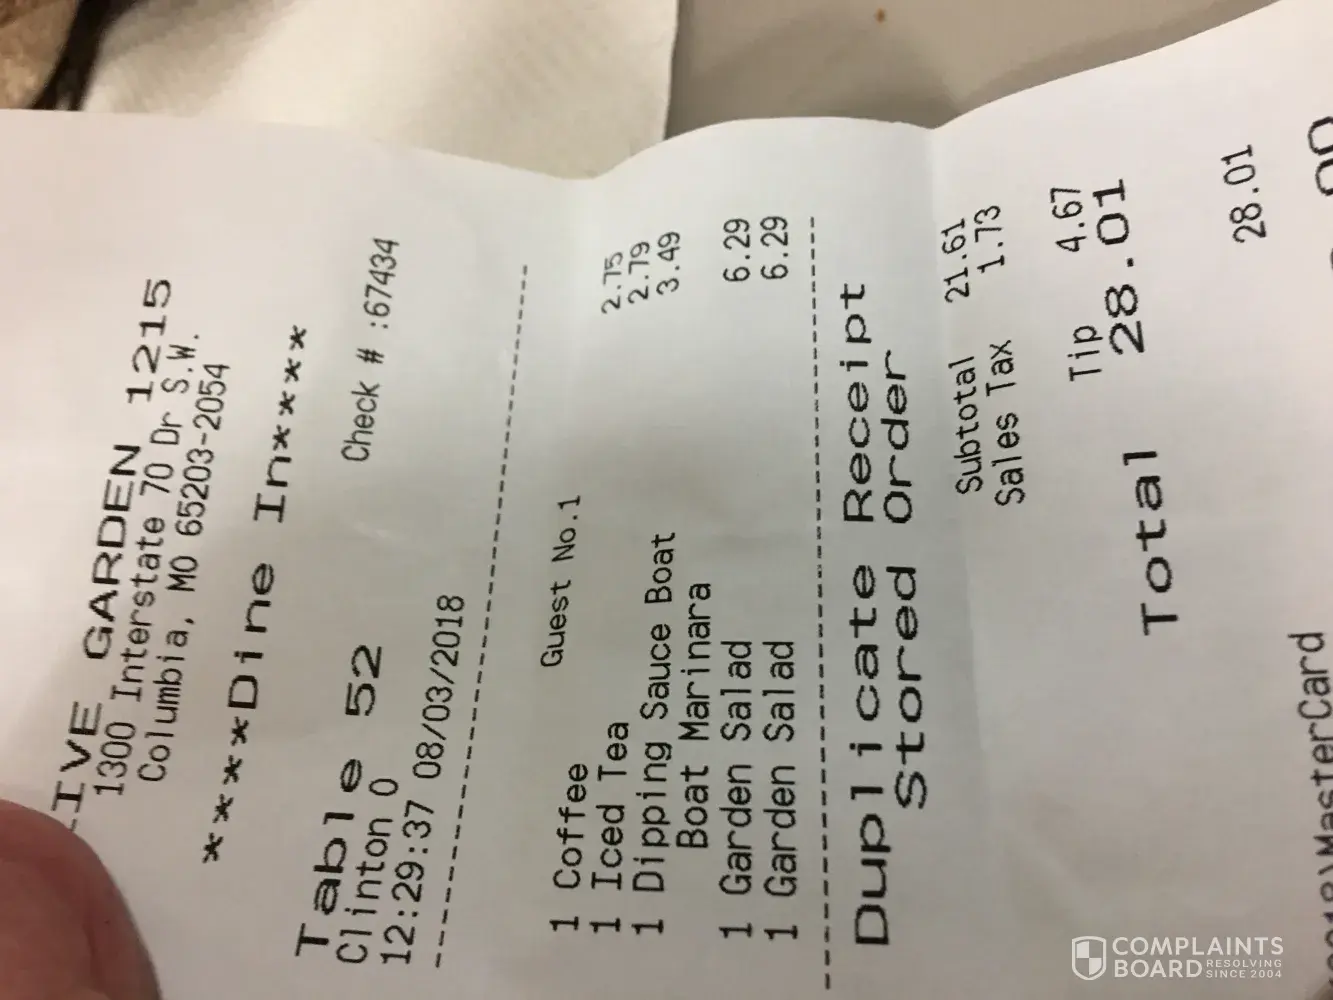 LIVE GARDEN 1215
1300 Interstate 70 Dr S.W.
Columbia, MO 65203-2054
****Dine In****
Table 52
Clinton O Check # :67434
12:29:37 08/03/2018
Guest No.1
1 Coffee 2.75
1 Iced Tea 2.79
1 Dipping Sauce Boat 3.49
Boat Marinara
1 Garden Salad 6.29
1 Garden Salad 6.29
Duplicate Receipt
Stored Order
Subtotal 21.61
Sales Tax 1.73
Tip 4.67
Total 28.01
MasterCard 28.01
COMPLAINTS
BOARD RESOLVING
SINCE 2004